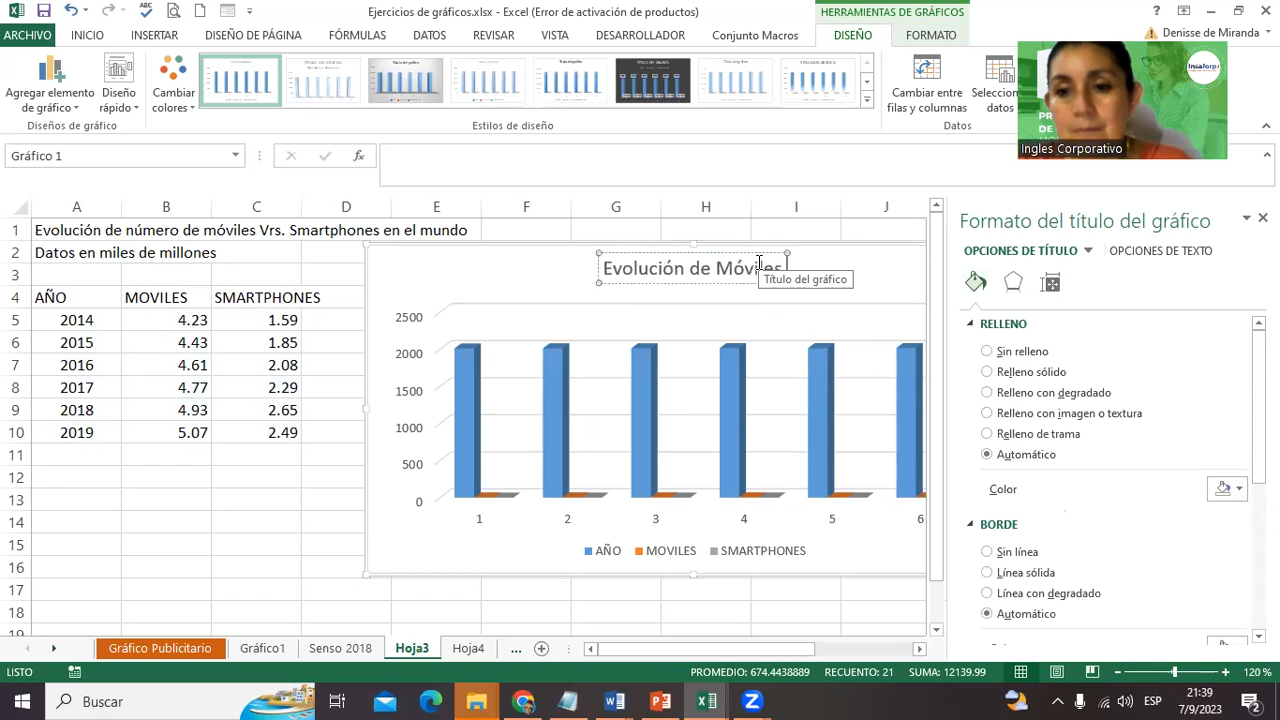 Ejercicios de gráficos.xlsx - Excel (Error de activación de productos)
HERRAMIENTAS DE GRÁFICOS
ARCHIVO INICIO INSERTAR DISEÑO DE PÁGINA FÓRMULAS DATOS REVISAR VISTA DESARROLLADOR Conjunto Macros DISEÑO FORMATO
Denisse de Miranda
Agregar elemento
de gráfico
Diseño
rápido
Cambiar
colores
Cambiar entre
filas y columnas
Seleccion
datos
Diseños de gráfico
Estilos de diseño
Datos
Insaforp
PR
DE
Ingles Corporativo
Gráfico 1
fx
A B C D E F G H I J
1 Evolución de número de móviles Vrs. Smartphones en el mundo
2 Datos en miles de millones
3
4 AÑO MOVILES SMARTPHONES
5 2014 4.23 1.59
6 2015 4.43 1.85
7 2016 4.61 2.08
8 2017 4.77 2.29
9 2018 4.93 2.65
10 2019 5.07 2.49
11
12
13
14
15
16
17
18
19
Evolución de Móviles
Título del gráfico
2500
2000
1500
1000
500
0
1 2 3 4 5 6
AÑO MOVILES SMARTPHONES
Formato del título del gráfico
OPCIONES DE TÍTULO OPCIONES DE TEXTO
RELLENO
Sin relleno
Relleno sólido
Relleno con degradado
Relleno con imagen o textura
Relleno de trama
Automático
Color
BORDE
Sin línea
Línea sólida
Línea con degradado
Automático
Gráfico Publicitario Gráfico1 Senso 2018 Hoja3 Hoja4 ...
LISTO
PROMEDIO: 674.4438889 RECUENTO: 21 SUMA: 12139.99
120 %
Buscar
ESP
21:39
7/9/2023
2